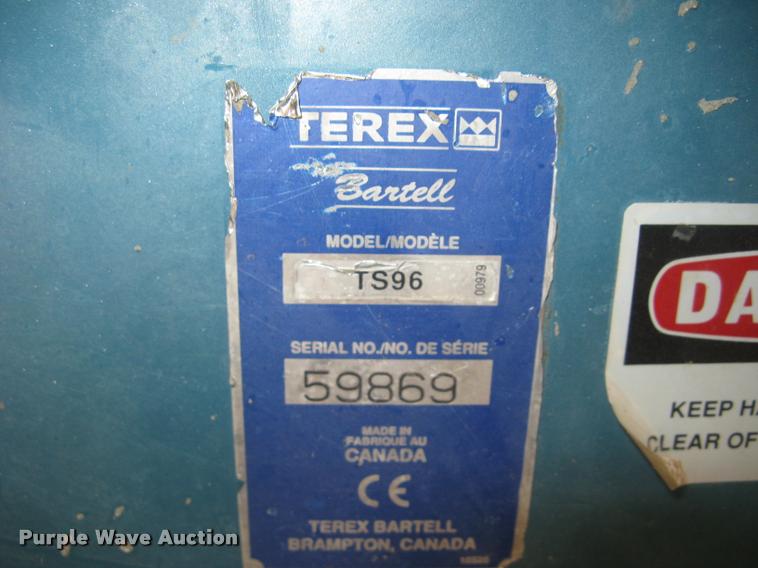 TEREX
Bartell
MODEL/MODÈLE
TS96
00979
SERIAL NO./NO. DE SÉRIE
59869
MADE IN
FABRIQUE AU
CANADA
CE
TEREX BARTELL
BRAMPTON, CANADA
DA
KEEP HA
CLEAR OF
Purple Wave Auction